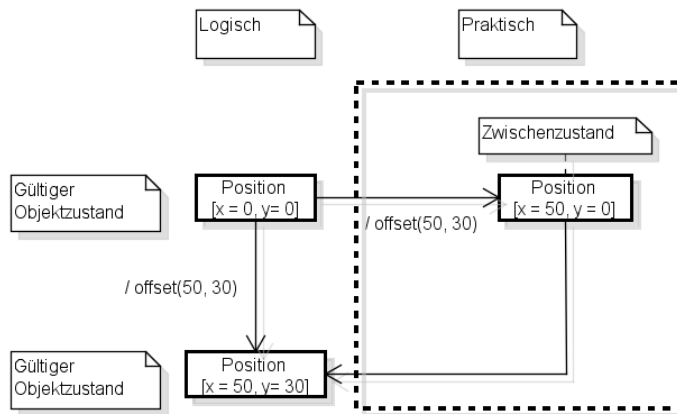 Logisch
Praktisch
Zwischenzustand
Gültiger
Objektzustand
Position
[x = 0, y= 0]
Position
[x = 50, y = 0]
/ offset(50, 30)
/ offset(50, 30)
Gültiger
Objektzustand
Position
[x = 50, y= 30]